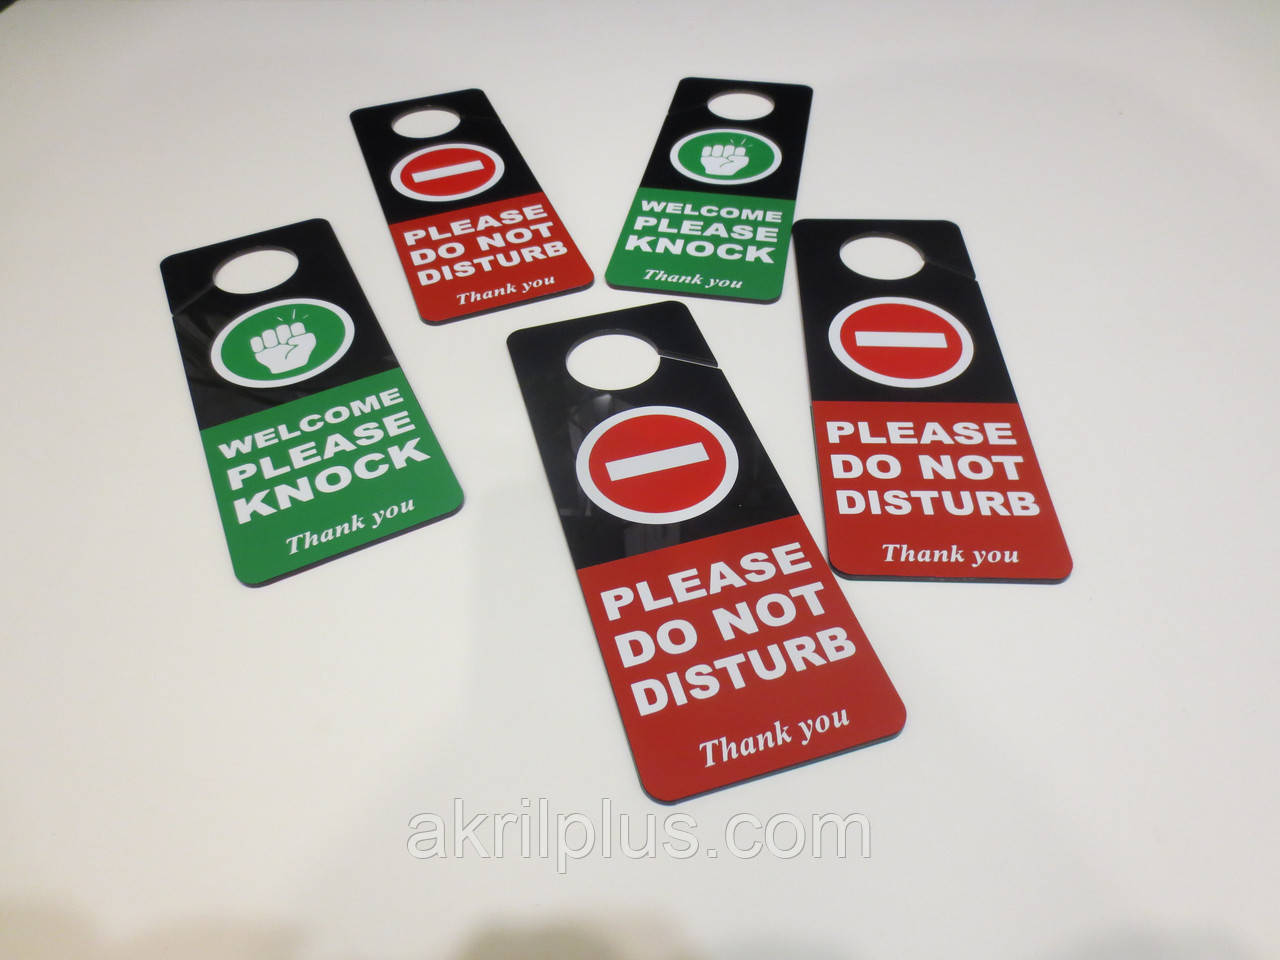 PLEASE
DO NOT
DISTURB
Thank you
WELCOME
PLEASE
KNOCK
Thank you
WELCOME
PLEASE
KNOCK
Thank you
PLEASE
DO NOT
DISTURB
Thank you
PLEASE
DO NOT
DISTURB
Thank you
akrilplus.com